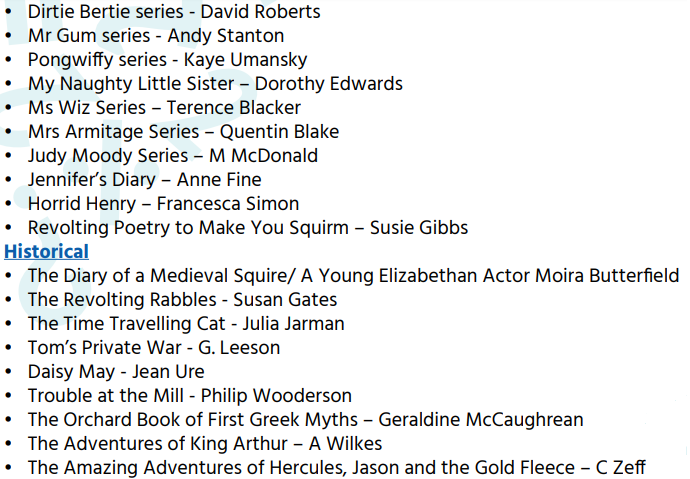 • Dirtie Bertie series - David Roberts
• Mr Gum series - Andy Stanton
• Pongwiffy series - Kaye Umansky
• My Naughty Little Sister – Dorothy Edwards
• Ms Wiz Series – Terence Blacker
• Mrs Armitage Series – Quentin Blake
• Judy Moody Series – M McDonald
• Jennifer’s Diary – Anne Fine
• Horrid Henry – Francesca Simon
• Revolting Poetry to Make You Squirm – Susie Gibbs
Historical
• The Diary of a Medieval Squire/ A Young Elizabethan Actor Moira Butterfield
• The Revolting Rabbles - Susan Gates
• The Time Travelling Cat - Julia Jarman
• Tom’s Private War - G. Leeson
• Daisy May - Jean Ure
• Trouble at the Mill - Philip Wooderson
• The Orchard Book of First Greek Myths – Geraldine McCaughrean
• The Adventures of King Arthur – A Wilkes
• The Amazing Adventures of Hercules, Jason and the Gold Fleece – C Zeff